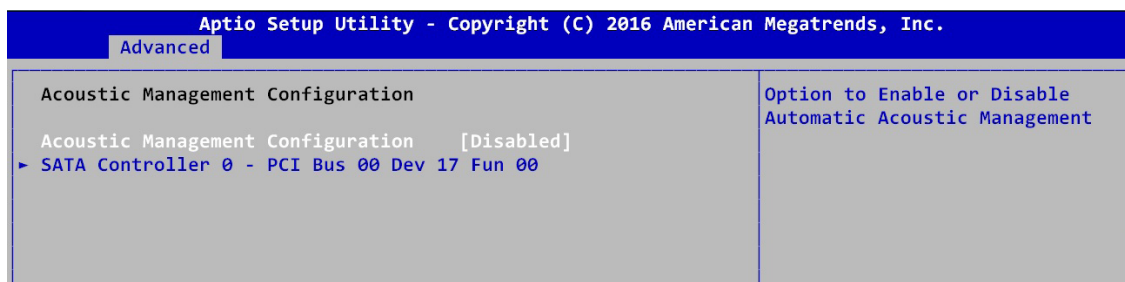 Aptio Setup Utility - Copyright (C) 2016 American Megatrends, Inc.
Advanced
Acoustic Management Configuration
Option to Enable or Disable
Automatic Acoustic Management
Acoustic Management Configuration [Disabled]
► SATA Controller 0 - PCI Bus 00 Dev 17 Fun 00